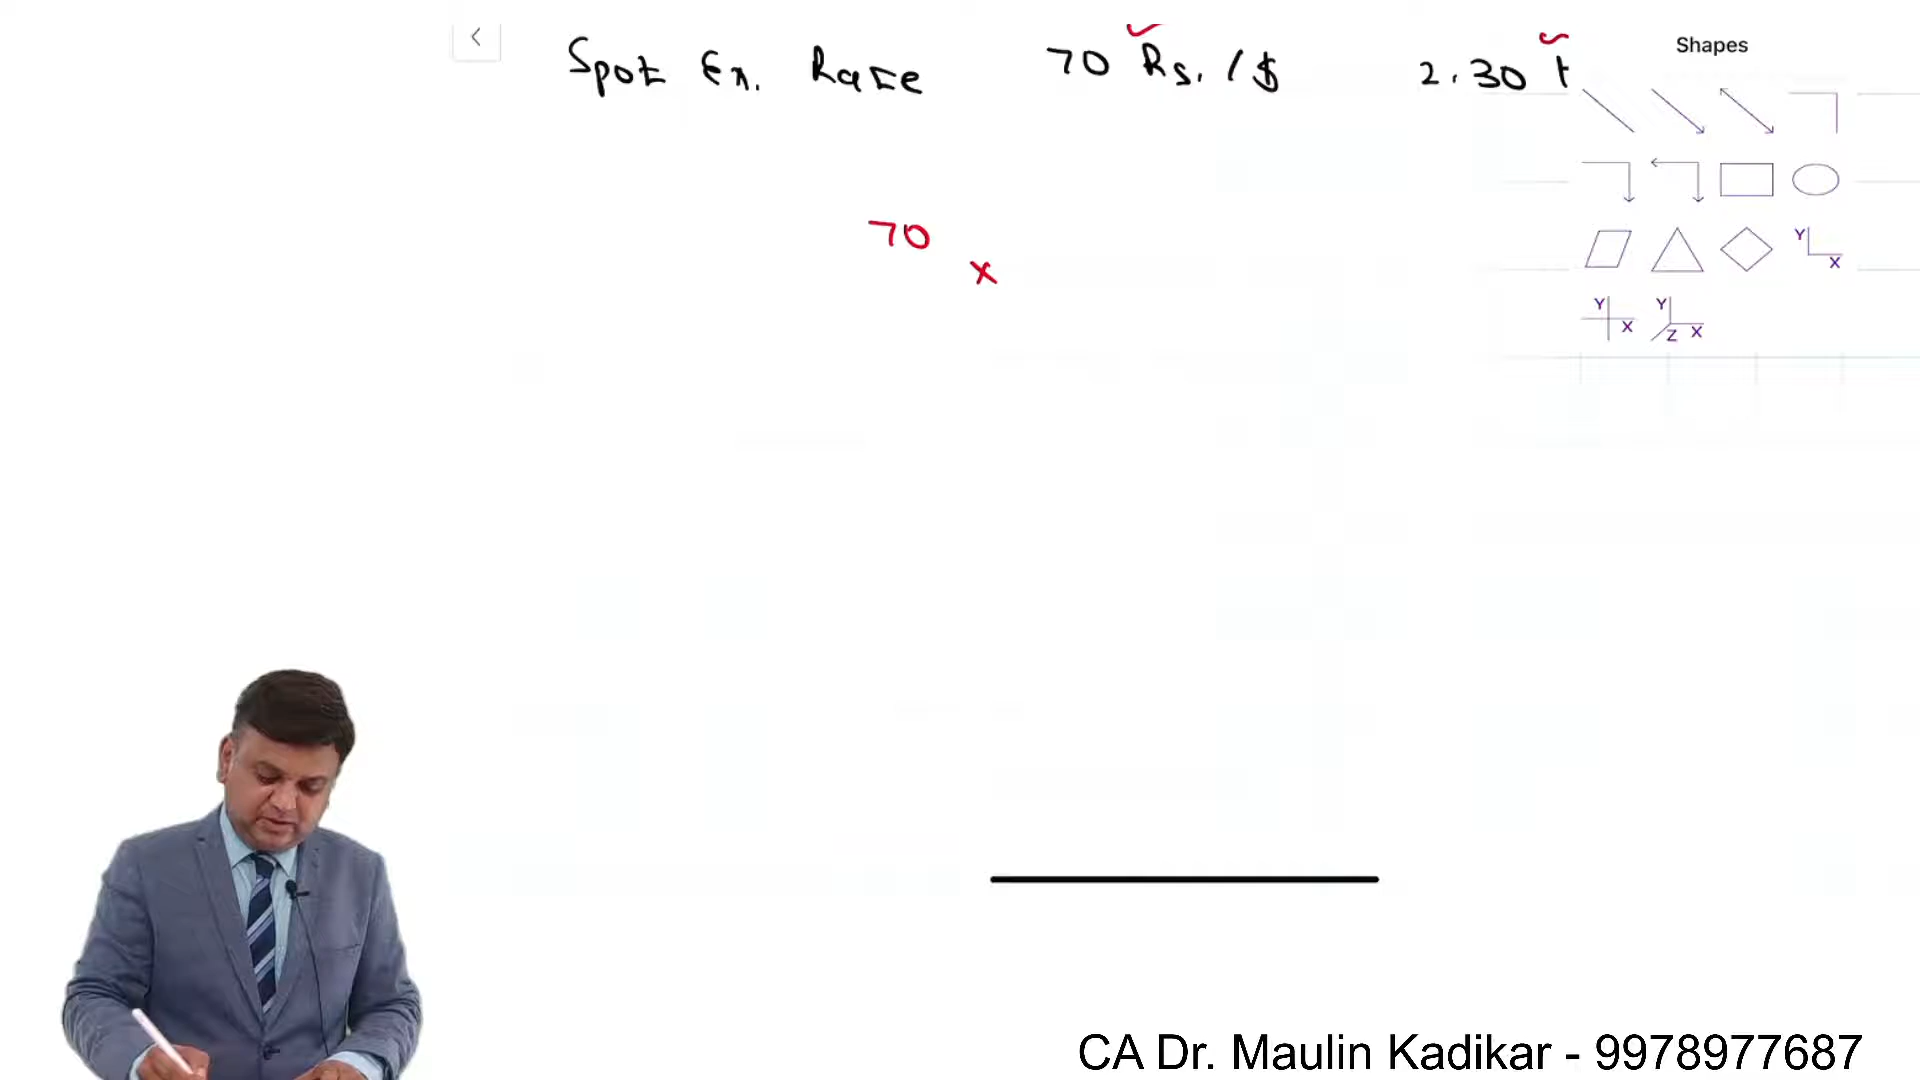 Spot Ex. Rate 70 Rs. / $ 2.30
Shapes
70
x
Y
X
Y
X
Y
Z
X
CA Dr. Maulin Kadikar - 9978977687